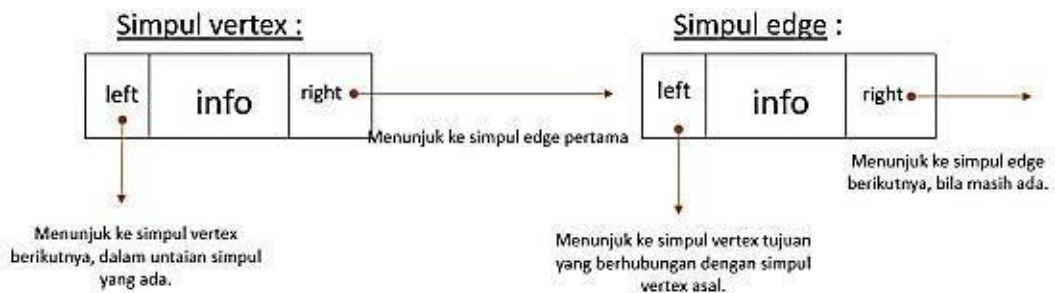 Simpul vertex :
left
info
right
Menunjuk ke simpul edge pertama
Menunjuk ke simpul vertex
berikutnya, dalam untaian simpul
yang ada.
Simpul edge :
left
info
right
Menunjuk ke simpul edge
berikutnya, bila masih ada.
Menunjuk ke simpul vertex tujuan
yang berhubungan dengan simpul
vertex asal.